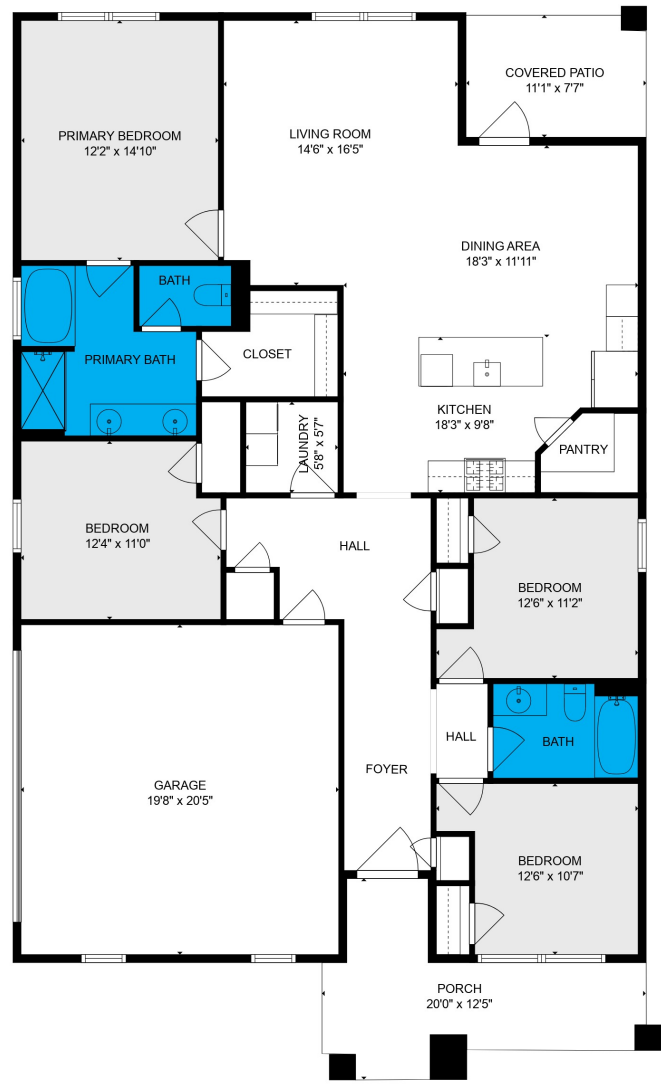 COVERED PATIO
11'1" x 7'7"
PRIMARY BEDROOM
12'2" x 14'10"
LIVING ROOM
14'6" x 16'5"
DINING AREA
18'3" x 11'11"
BATH
PRIMARY BATH
CLOSET
KITCHEN
18'3" x 9'8"
LAUNDRY
5'8" x 5'7"
PANTRY
BEDROOM
12'4" x 11'0"
HALL
BEDROOM
12'6" x 11'2"
HALL
BATH
FOYER
GARAGE
19'8" x 20'5"
BEDROOM
12'6" x 10'7"
PORCH
20'0" x 12'5"